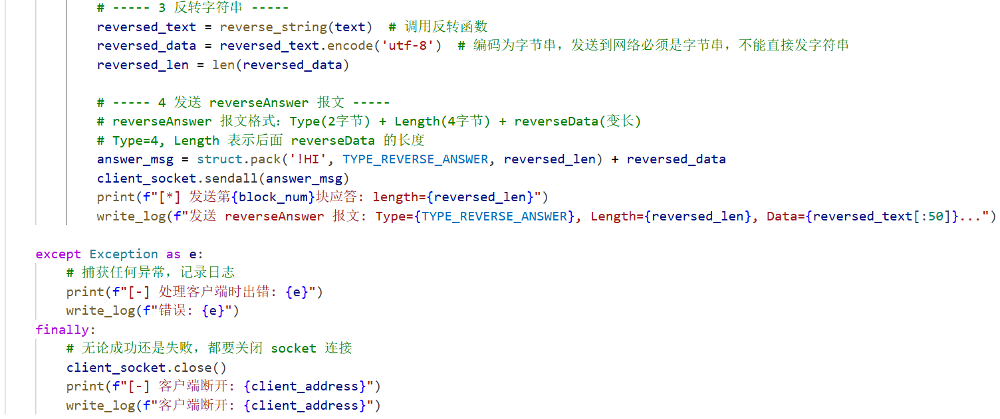 # ----- 3 反转字符串 -----
reversed_text = reverse_string(text)  # 调用反转函数
reversed_data = reversed_text.encode('utf-8')  # 编码为字节串，发送到网络必须是字节串，不能直接发字符串
reversed_len = len(reversed_data)
# ----- 4 发送 reverseAnswer 报文 -----
# reverseAnswer 报文格式：Type(2字节) + Length(4字节) + reverseData(变长)
# Type=4, Length 表示后面 reverseData 的长度
answer_msg = struct.pack('!HI', TYPE_REVERSE_ANSWER, reversed_len) + reversed_data
client_socket.sendall(answer_msg)
print(f"[*] 发送第{block_num}块应答: length={reversed_len}")
write_log(f"发送 reverseAnswer 报文: Type={TYPE_REVERSE_ANSWER}, Length={reversed_len}, Data={reversed_text[:50]}...")
except Exception as e:
# 捕获任何异常，记录日志
print(f"[-] 处理客户端时出错: {e}")
write_log(f"错误: {e}")
finally:
# 无论成功还是失败，都要关闭 socket 连接
client_socket.close()
print(f"[-] 客户端断开: {client_address}")
write_log(f"客户端断开: {client_address}")